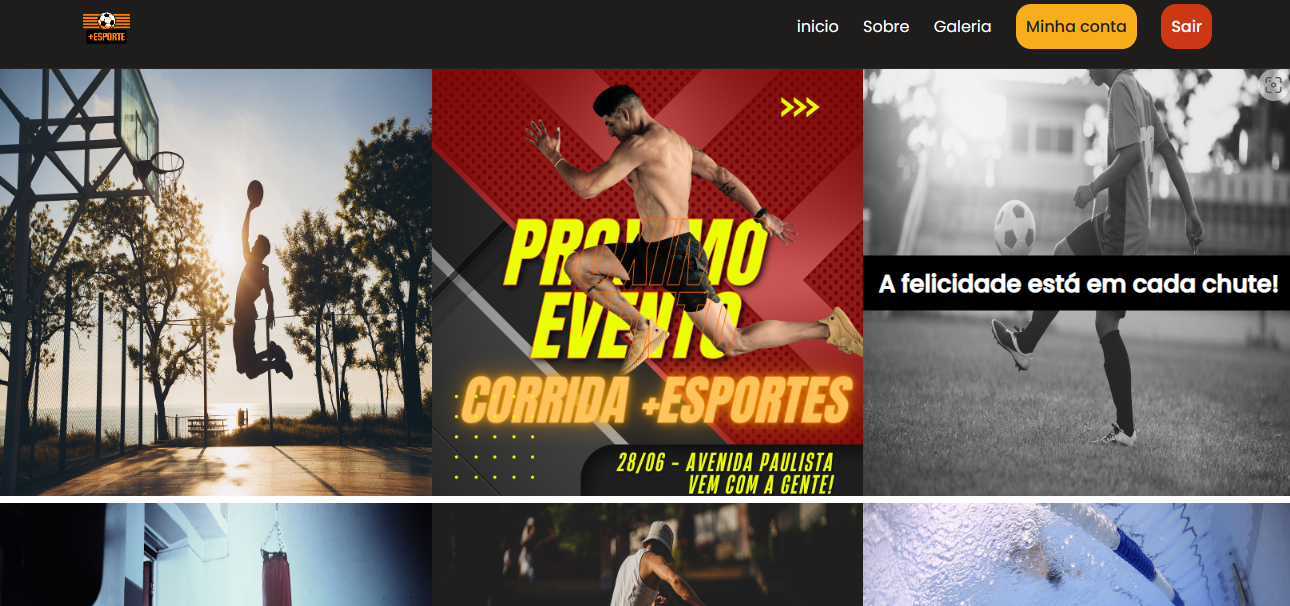 +ESPORTE
inicio Sobre Galeria Minha conta Sair
>>>
PRÓXIMO
EVENTO
CORRIDA +ESPORTES
28/06 - AVENIDA PAULISTA
VEM COM A GENTE!
A felicidade está em cada chute!